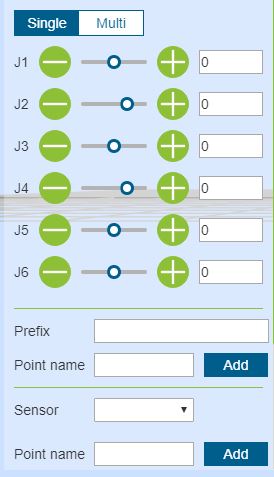 Single Multi
J1 0
J2 0
J3 0
J4 0
J5 0
J6 0
Prefix
Point name Add
Sensor
Point name Add